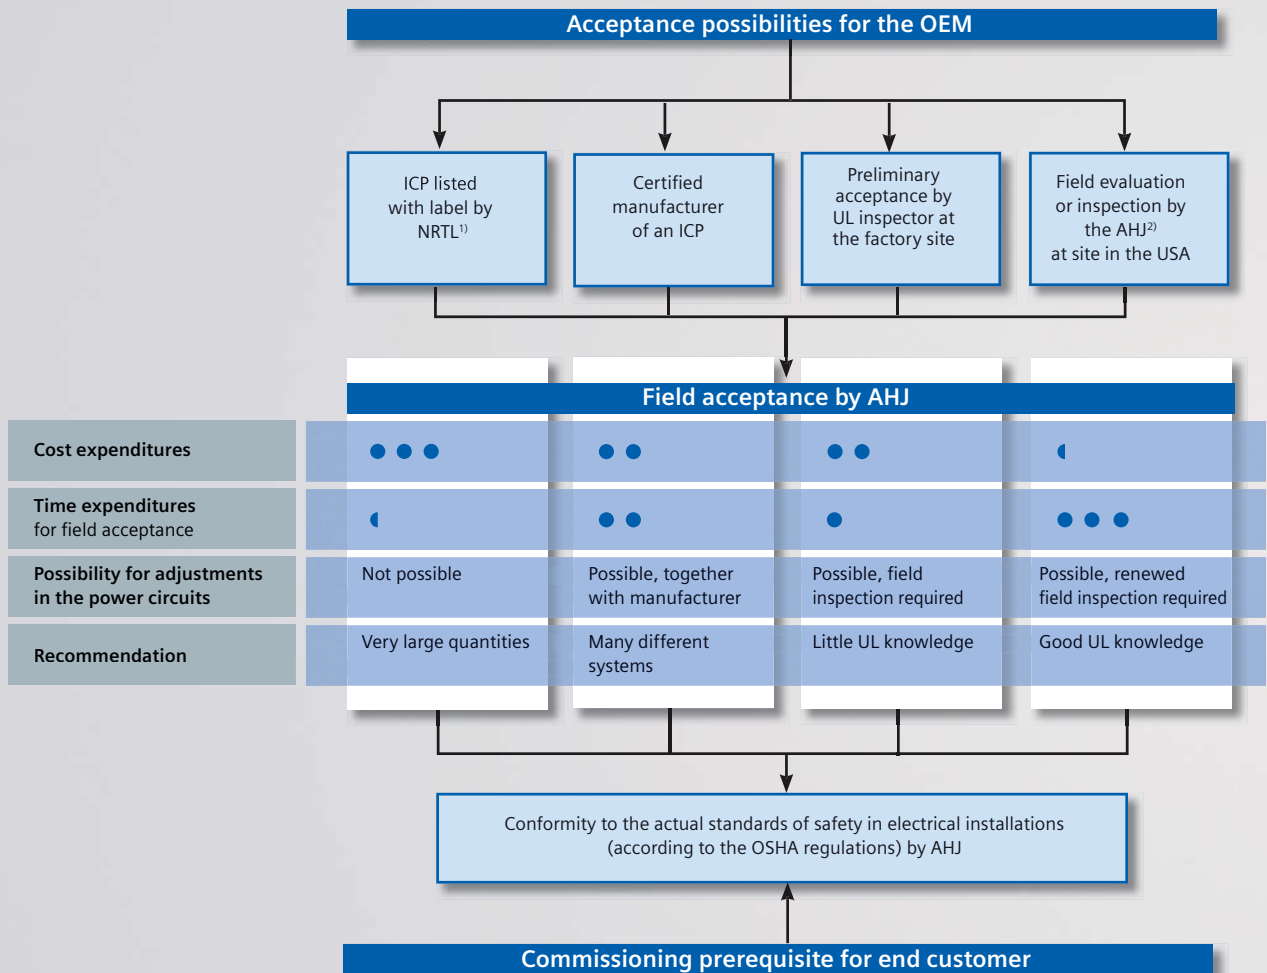 Acceptance possibilities for the OEM
ICP listed
with label by
NRTL1)
Certified
manufacturer
of an ICP
Preliminary
acceptance by
UL inspector at
the factory site
Field evaluation
or inspection by
the AHJ2)
at site in the USA
Field acceptance by AHJ
Cost expenditures
Time expenditures
for field acceptance
Possibility for adjustments
in the power circuits
Not possible
Possible, together
with manufacturer
Possible, field
inspection required
Possible, renewed
field inspection required
Recommendation
Very large quantities
Many different
systems
Little UL knowledge
Good UL knowledge
Conformity to the actual standards of safety in electrical installations
(according to the OSHA regulations) by AHJ
Commissioning prerequisite for end customer